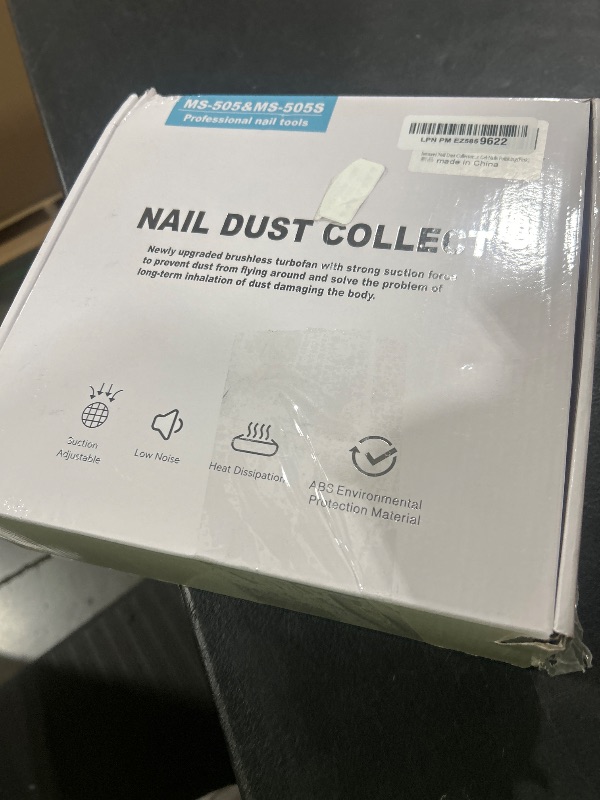 MS-505&MS-505S
Professional nail tools
LPN PM EZ5869622
made in China
NAIL DUST COLLECT
Newly upgraded brushless turbofan with strong suction force
to prevent dust from flying around and solve the problem of
long-term inhalation of dust damaging the body.
Suction
Adjustable
Low Noise
Heat Dissipation
ABS Environmental
Protection Material